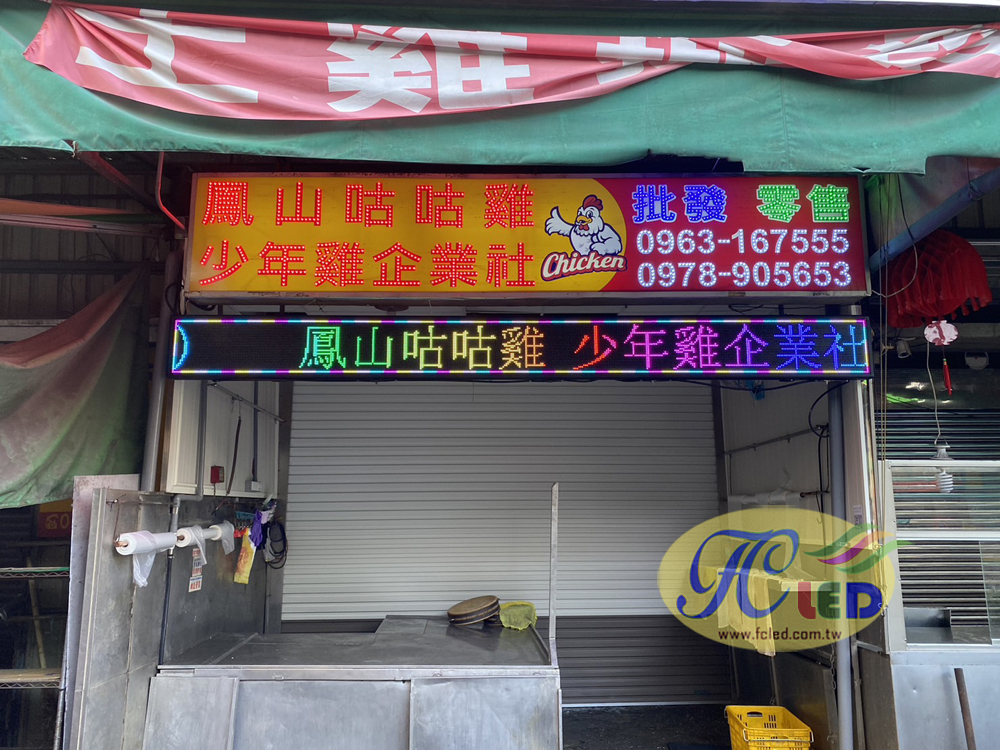 土雞
鳳山咕咕雞
少年雞企業社
Chicken
批發 零售
0963-167555
0978-905653
鳳山咕咕雞 少年雞企業社
FC LED
www.fcled.com.tw